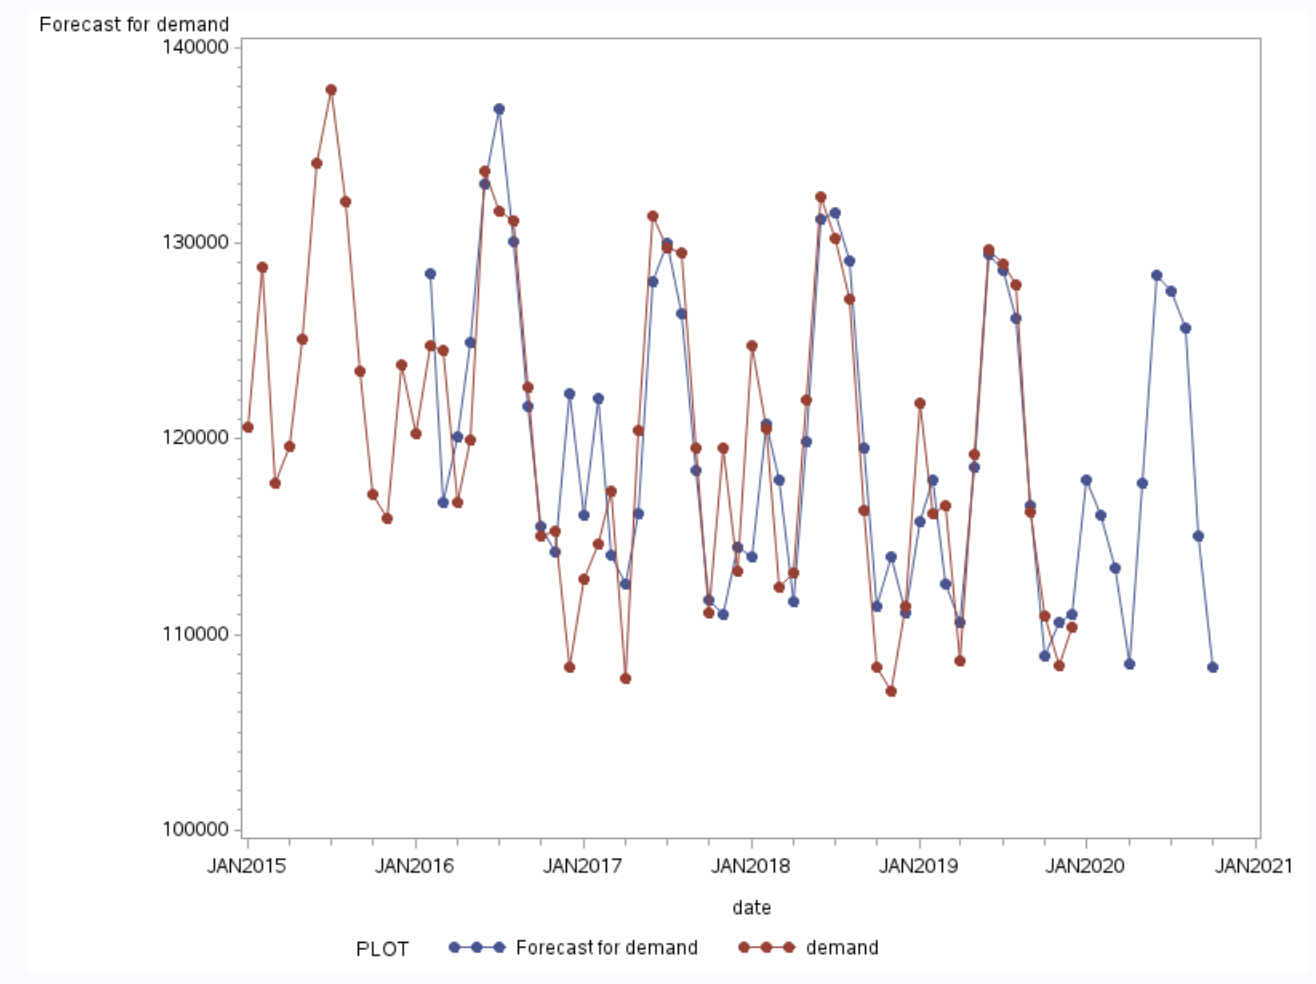 Forecast for demand
140000
130000
120000
110000
100000
JAN2015 JAN2016 JAN2017 JAN2018 JAN2019 JAN2020 JAN2021
date
PLOT Forecast for demand demand